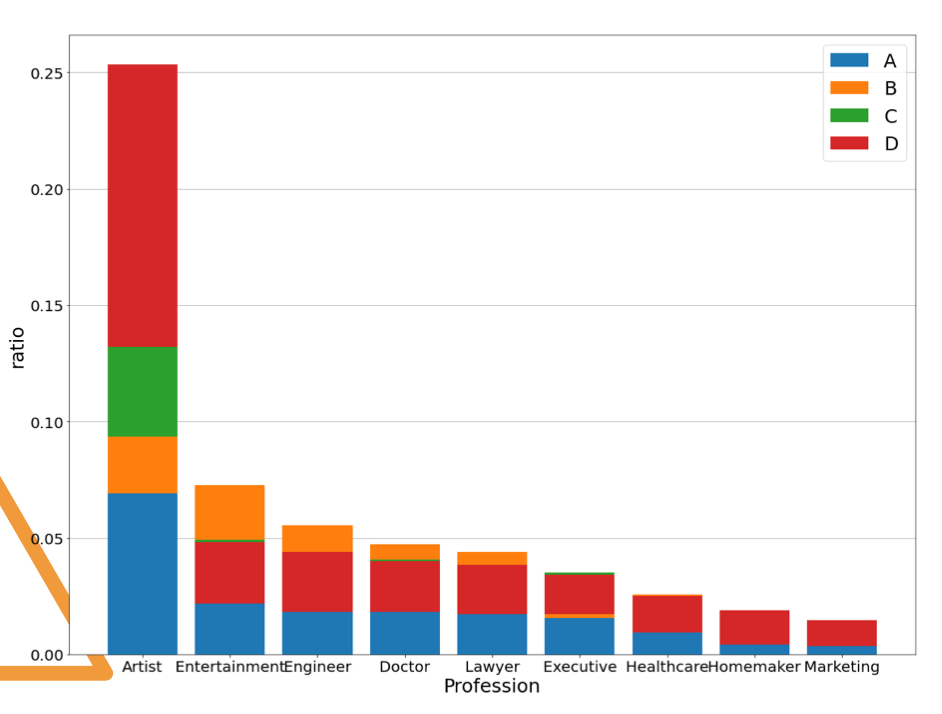 A
B
C
D
0.25
0.20
0.15
0.10
0.05
0.00
ratio
Artist Entertainment Engineer Doctor Lawyer Executive Healthcare Homemaker Marketing
Profession